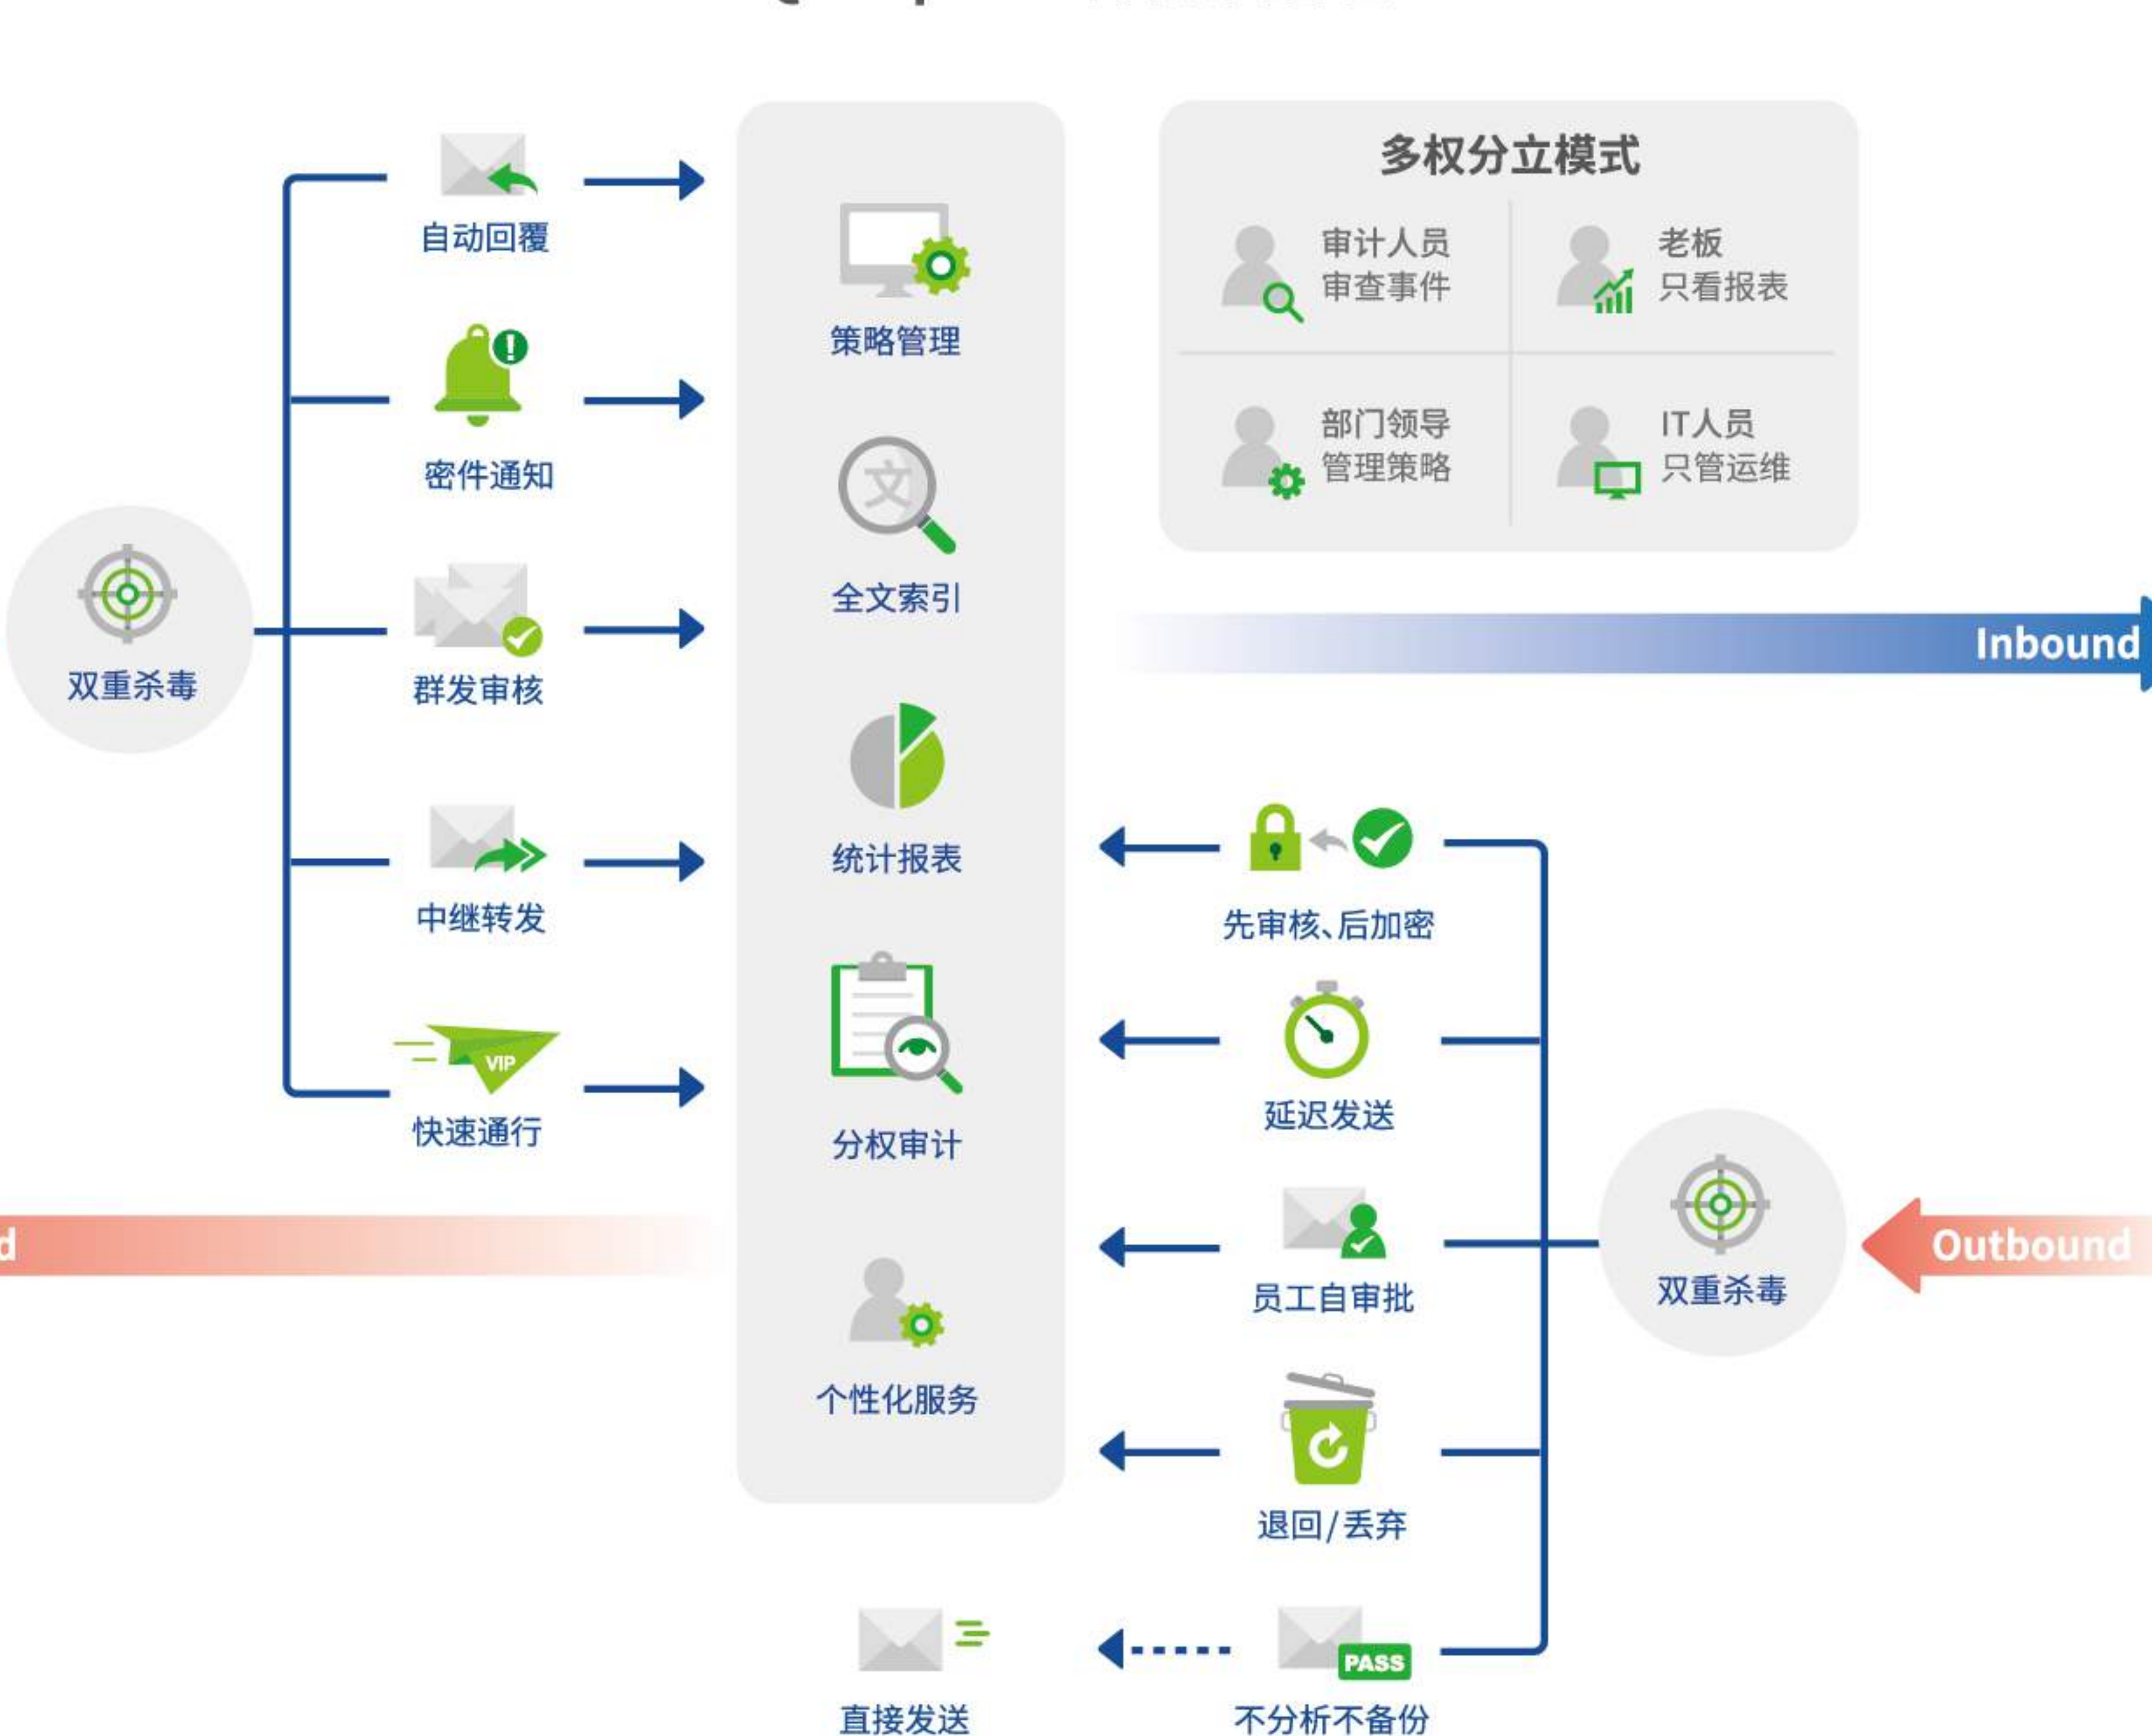 自动回覆
密件通知
双重杀毒
群发审核
中继转发
VIP
快速通行
策略管理
文
全文索引
统计报表
分权审计
个性化服务
多权分立模式
审计人员
审查事件
老板
只看报表
部门领导
管理策略
IT人员
只管运维
Inbound
先审核、后加密
延迟发送
员工自审批
退回/丢弃
双重杀毒
Outbound
PASS
直接发送
不分析不备份